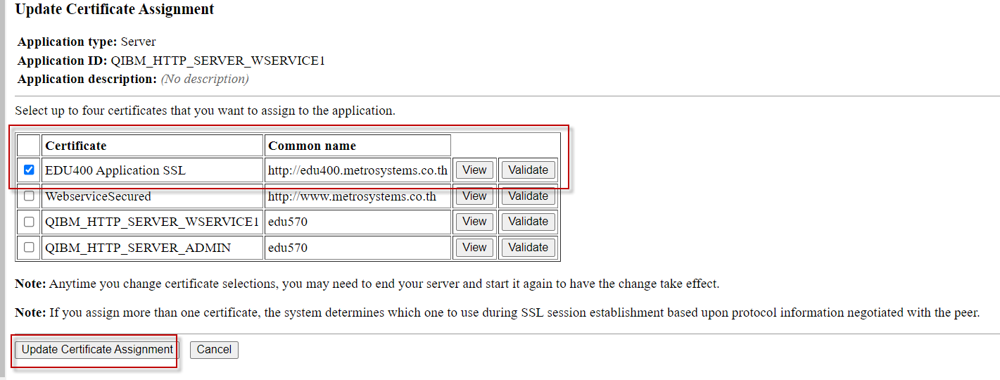 Update Certificate Assignment
Application type: Server
Application ID: QIBM_HTTP_SERVER_WSERVICE1
Application description: (No description)
Select up to four certificates that you want to assign to the application.
Certificate Common name
EDU400 Application SSL http://edu400.metrosystems.co.th View Validate
WebserviceSecured http://www.metrosystems.co.th View Validate
QIBM_HTTP_SERVER_WSERVICE1 edu570 View Validate
QIBM_HTTP_SERVER_ADMIN edu570 View Validate
Note: Anytime you change certificate selections, you may need to end your server and start it again to have the change take effect.
Note: If you assign more than one certificate, the system determines which one to use during SSL session establishment based upon protocol information negotiated with the peer.
Update Certificate Assignment Cancel